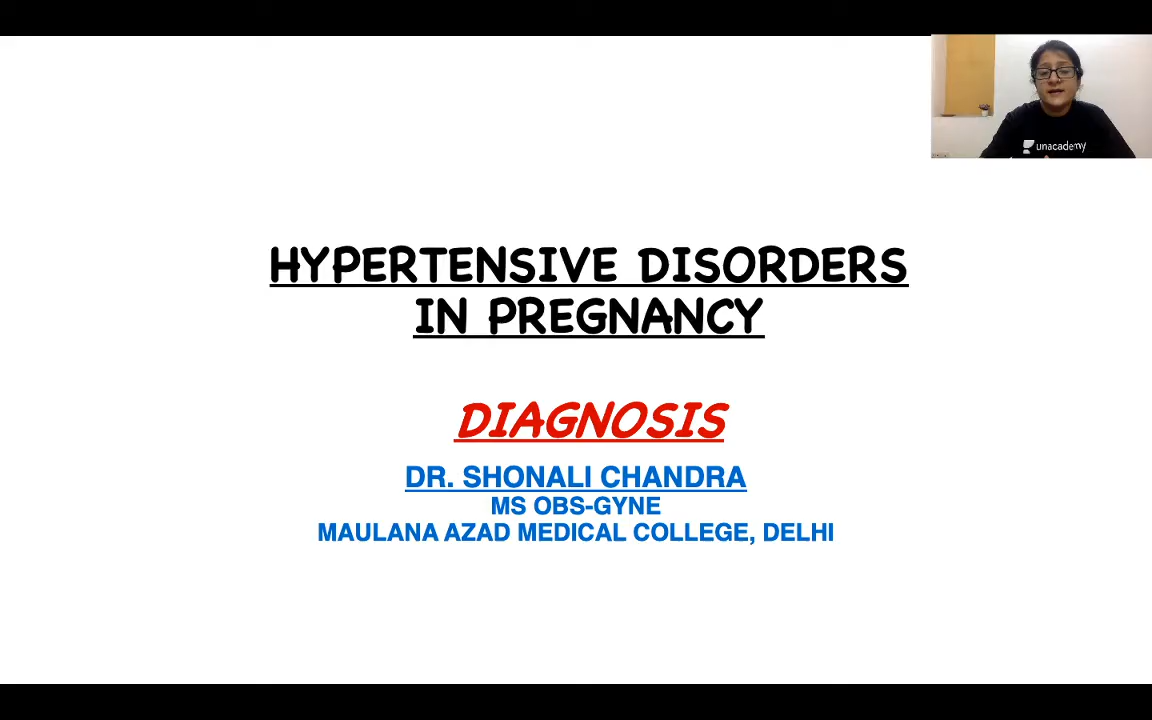 unacademy
HYPERTENSIVE DISORDERS
IN PREGNANCY
DIAGNOSIS
DR. SHONALI CHANDRA
MS OBS-GYNE
MAULANA AZAD MEDICAL COLLEGE, DELHI